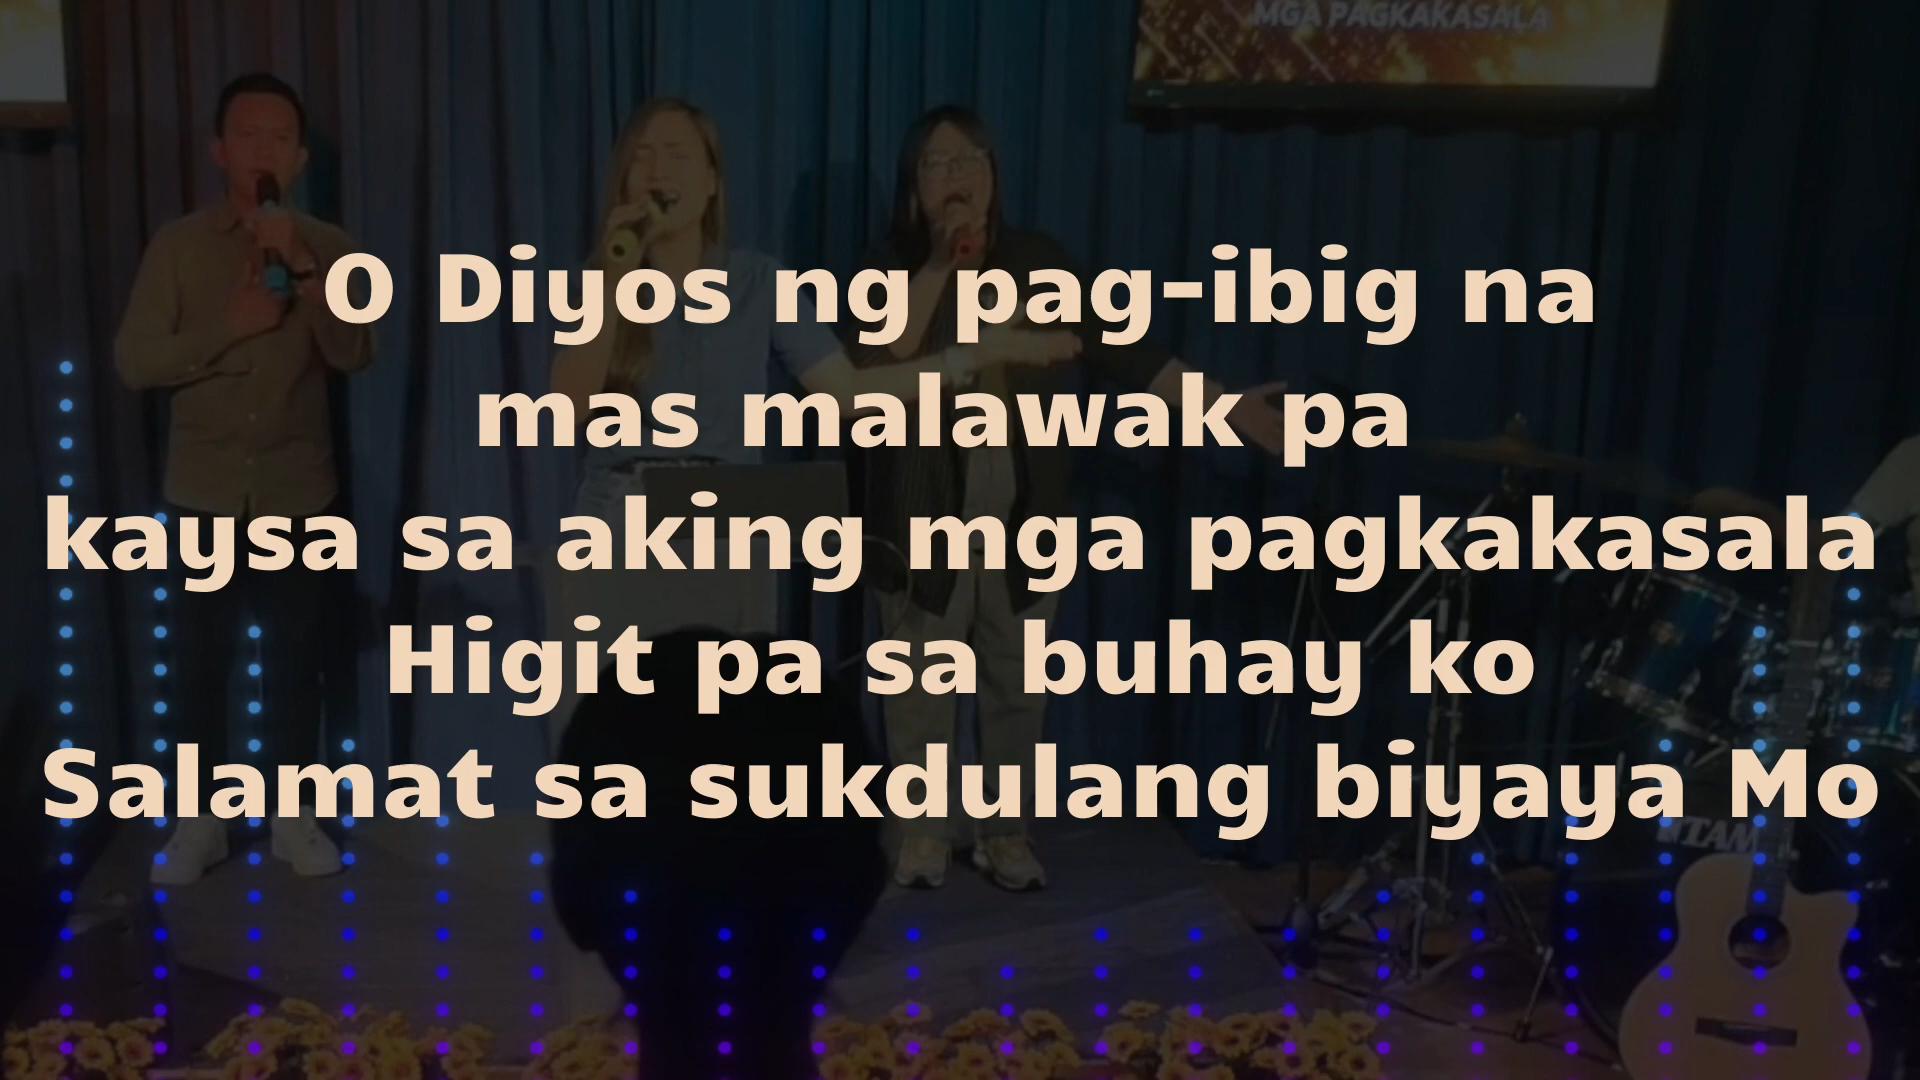 MGA PAGKAKASALA
O Diyos ng pag-ibig na
mas malawak pa
kaysa sa aking mga pagkakasala
Higit pa sa buhay ko
Salamat sa sukdulang biyaya Mo
TAM